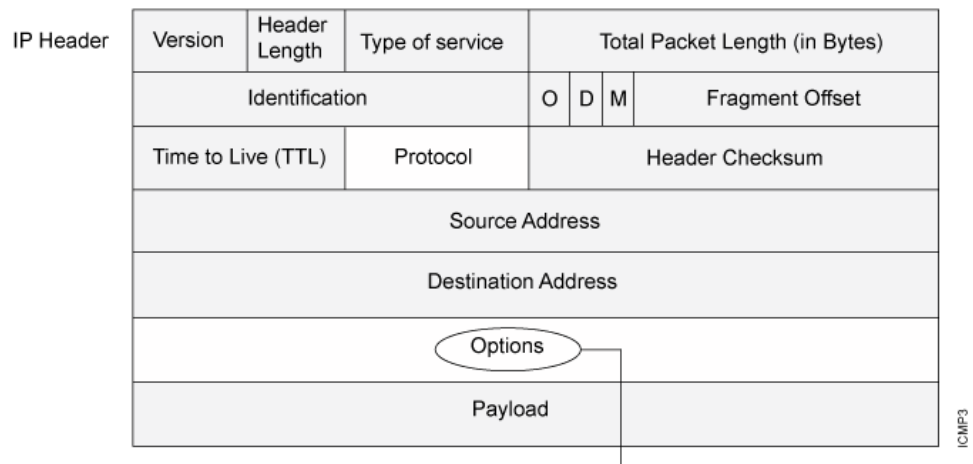 IP Header
Version
Header
Length
Type of service
Total Packet Length (in Bytes)
Identification
O
D
M
Fragment Offset
Time to Live (TTL)
Protocol
Header Checksum
Source Address
Destination Address
Options
Payload
ICMP3